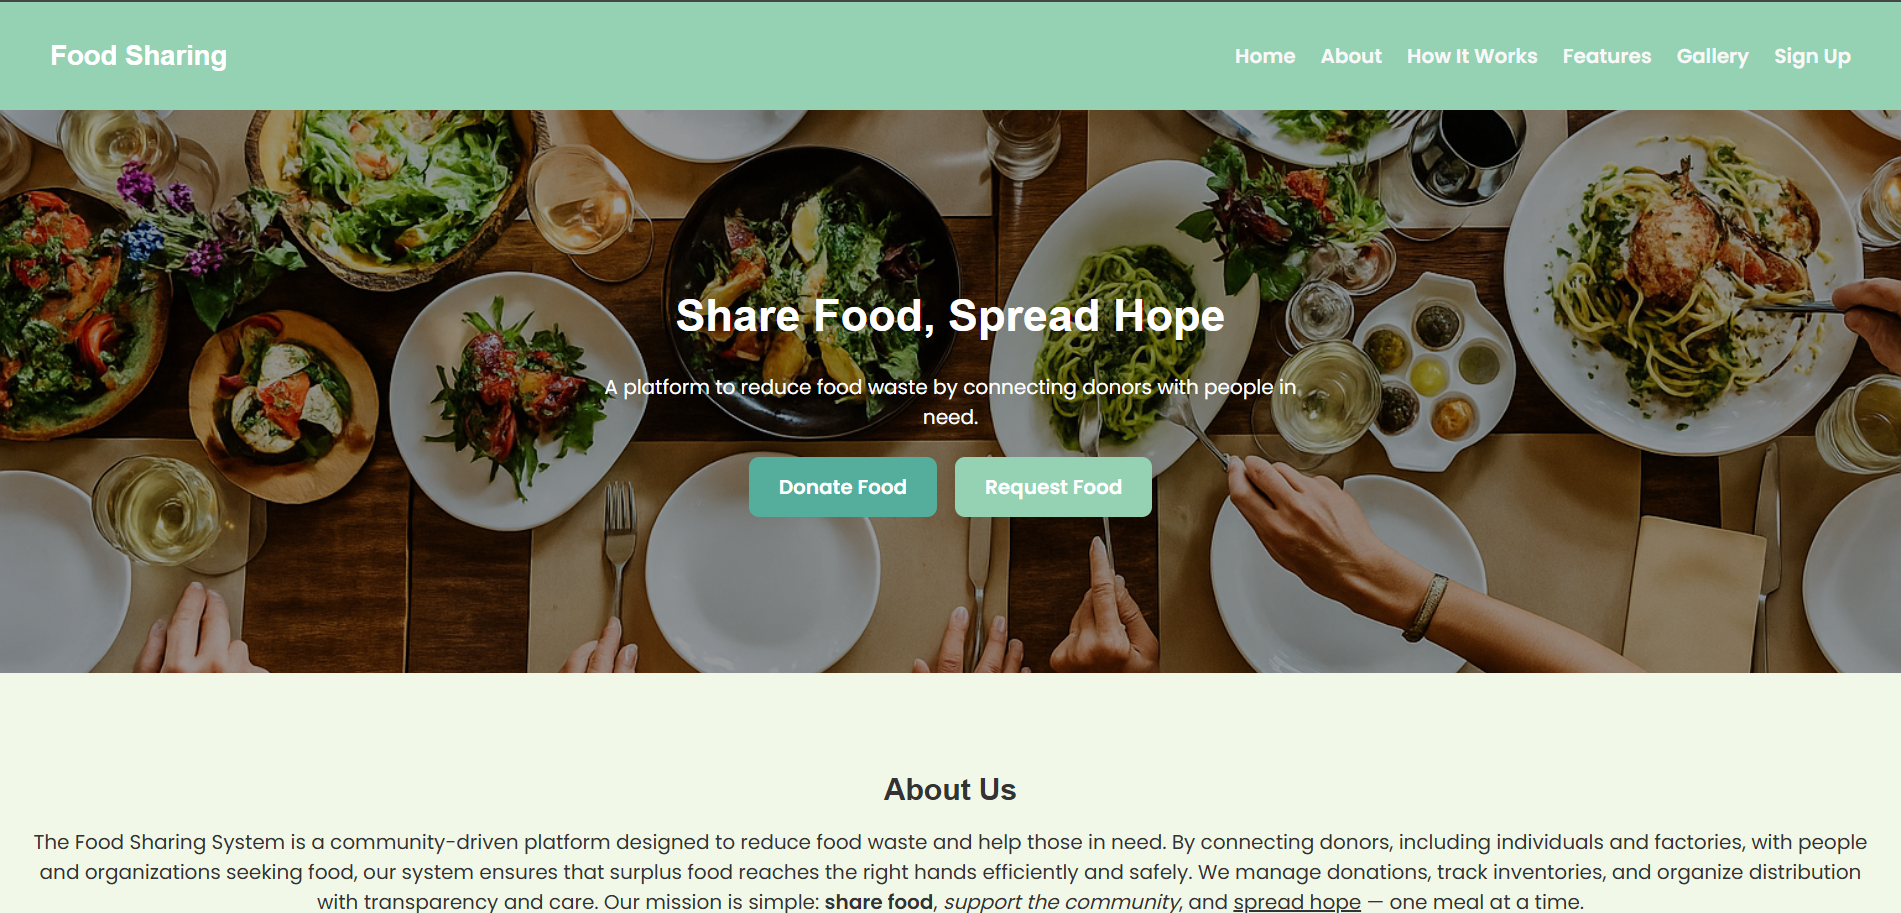 Food Sharing
Home About How It Works Features Gallery Sign Up
Share Food, Spread Hope
A platform to reduce food waste by connecting donors with people in
need.
Donate Food Request Food
About Us
The Food Sharing System is a community-driven platform designed to reduce food waste and help those in need. By connecting donors, including individuals and factories, with people
and organizations seeking food, our system ensures that surplus food reaches the right hands efficiently and safely. We manage donations, track inventories, and organize distribution
with transparency and care. Our mission is simple: share food, support the community, and spread hope — one meal at a time.